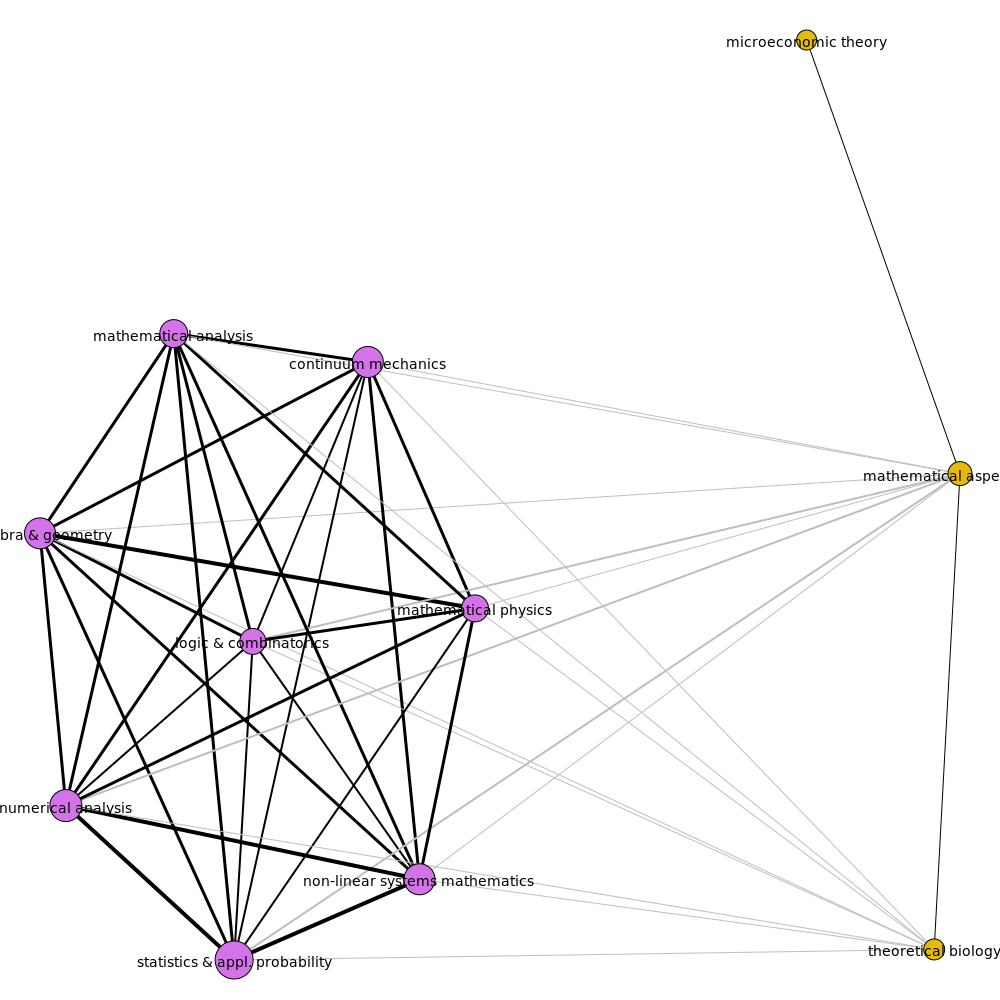 microeconomic theory
mathematical analysis
continuum mechanics
mathematical aspe
bra & geometry
mathematical physics
logic & combinatorics
numerical analysis
non-linear systems mathematics
theoretical biology
statistics & appl. probability